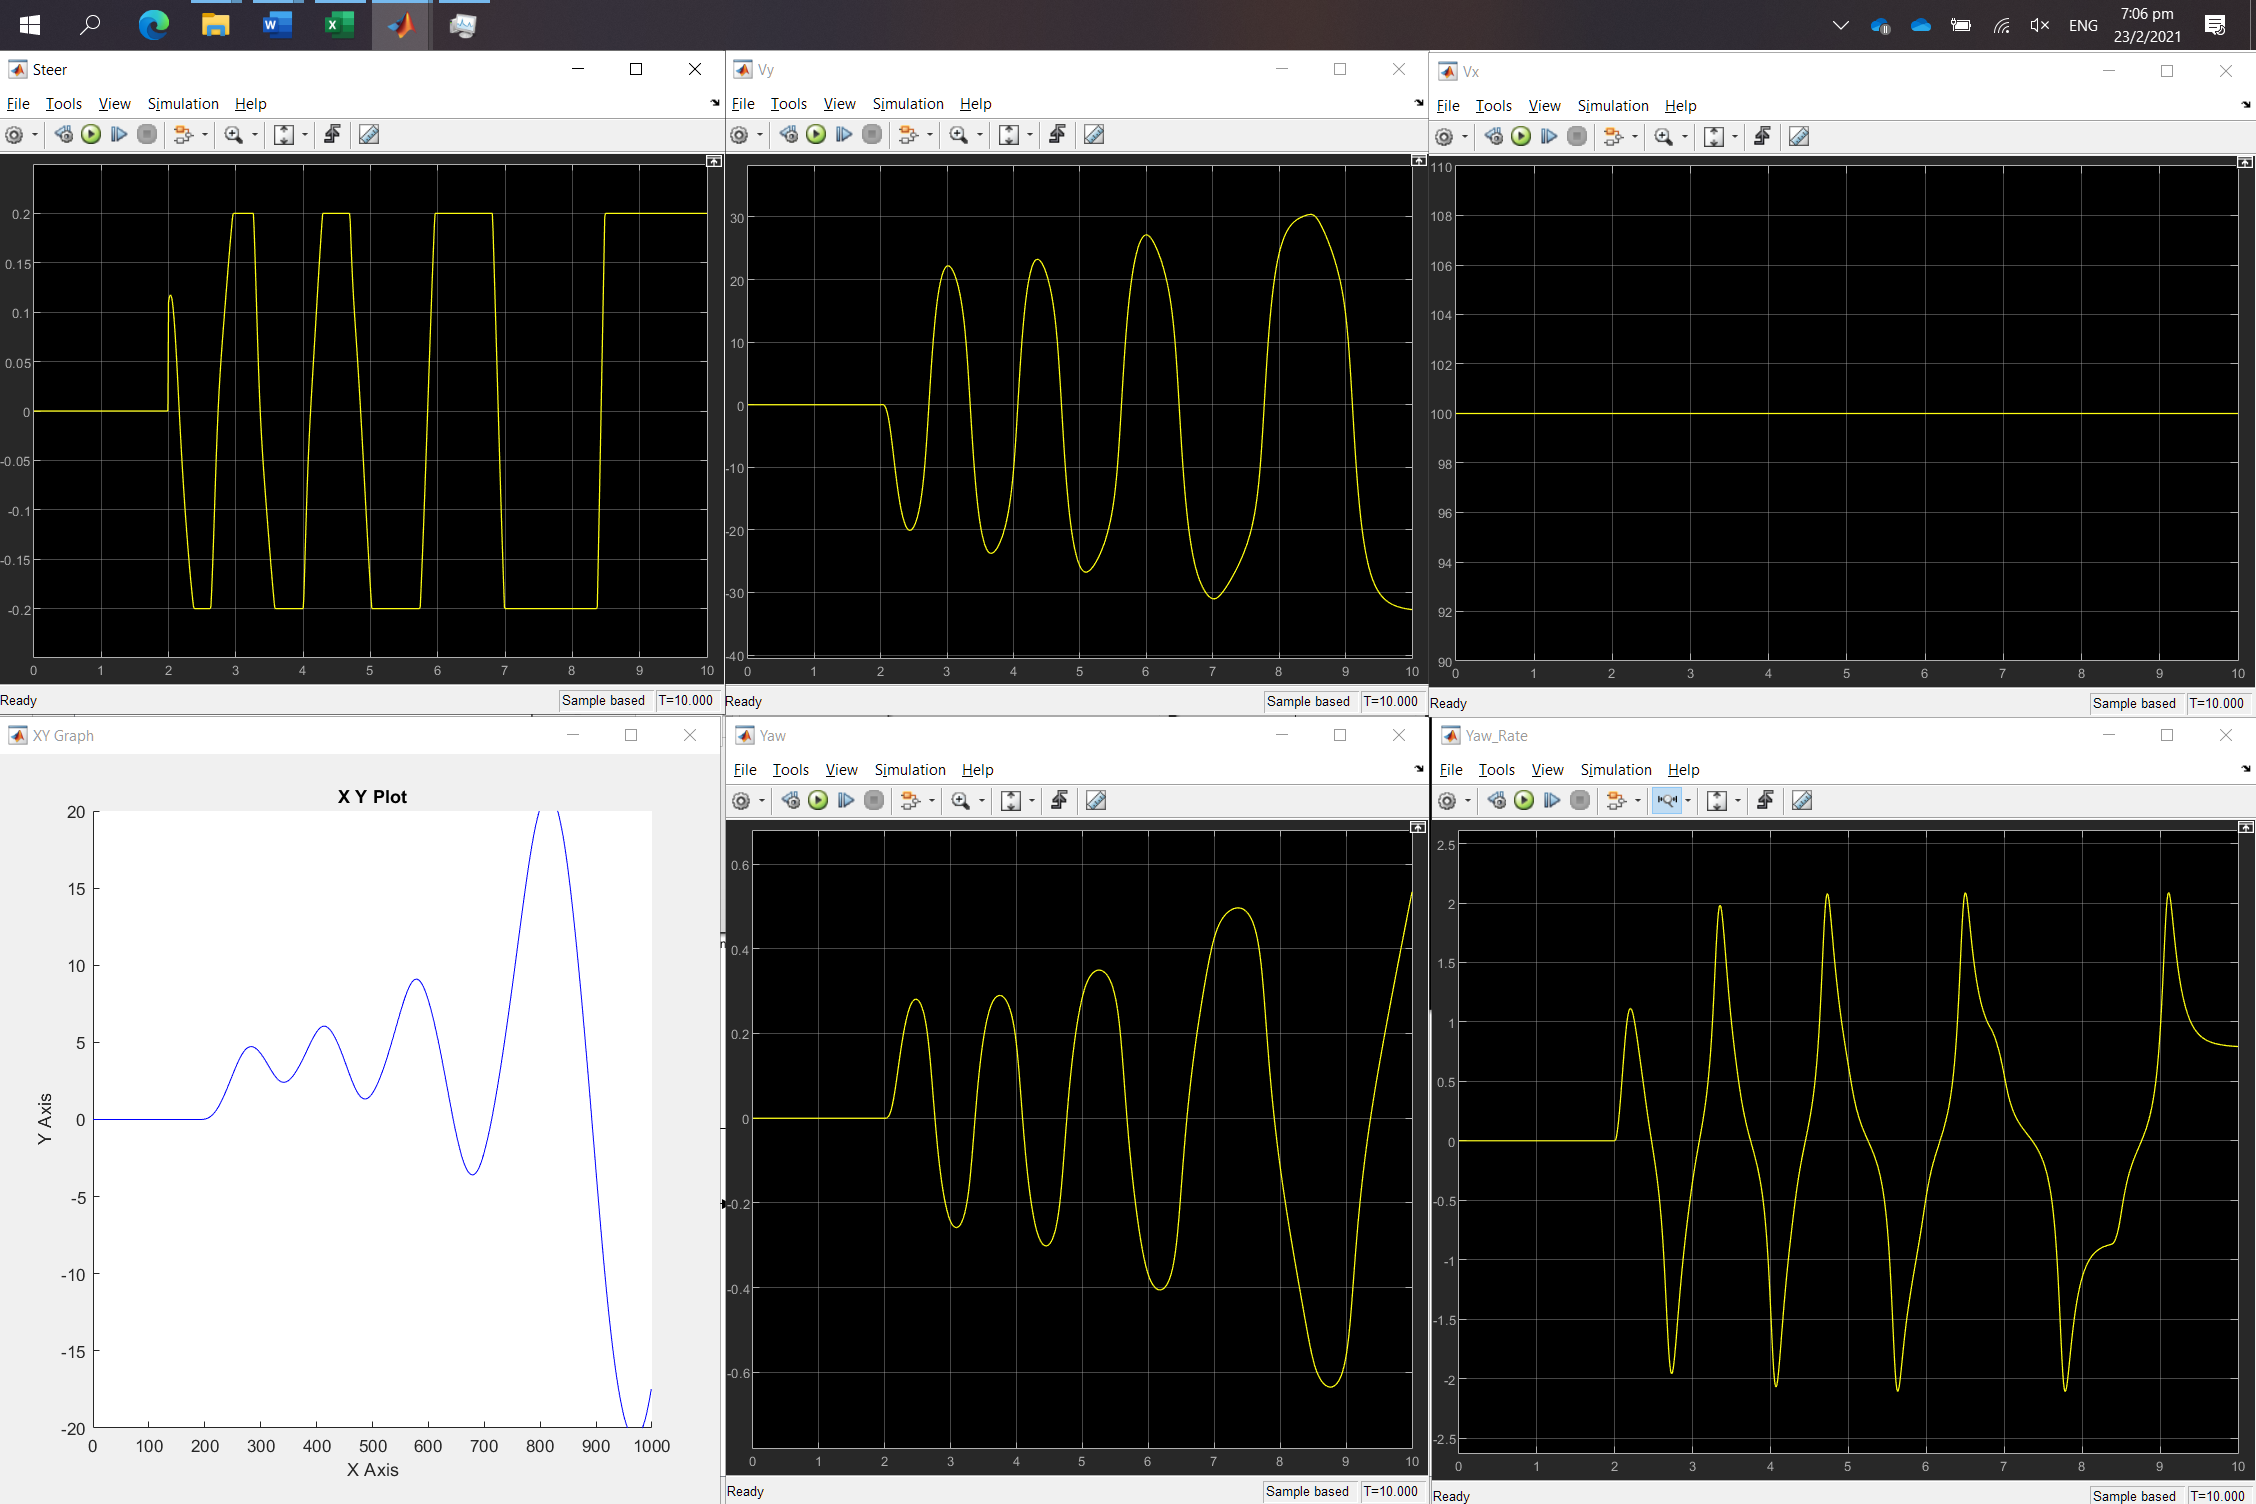 7:06 pm
ENG
23/2/2021
Steer
File Tools View Simulation Help
0.2
0.15
0.1
0.05
0
-0.05
-0.1
-0.15
-0.2
0 1 2 3 4 5 6 7 8 9 10
Ready
Sample based T=10.000
Vy
File Tools View Simulation Help
30
20
10
0
-10
-20
-30
-40
0 1 2 3 4 5 6 7 8 9 10
Ready
Sample based T=10.000
Vx
File Tools View Simulation Help
110
108
106
104
102
100
98
96
94
92
90
0 1 2 3 4 5 6 7 8 9 10
Ready
Sample based T=10.000
XY Graph
X Y Plot
20
15
10
5
0
-5
-10
-15
-20
Y Axis
0 100 200 300 400 500 600 700 800 900 1000
X Axis
Yaw
File Tools View Simulation Help
0.6
0.4
0.2
0
-0.2
-0.4
-0.6
0 1 2 3 4 5 6 7 8 9 10
Ready
Sample based T=10.000
Yaw_Rate
File Tools View Simulation Help
2.5
2
1.5
1
0.5
0
-0.5
-1
-1.5
-2
-2.5
0 1 2 3 4 5 6 7 8 9 10
Ready
Sample based T=10.000